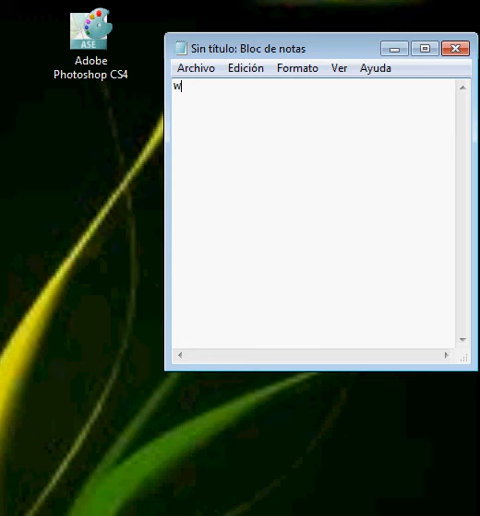 ASE
Adobe
Photoshop CS4
Sin título: Bloc de notas
Archivo Edición Formato Ver Ayuda
w